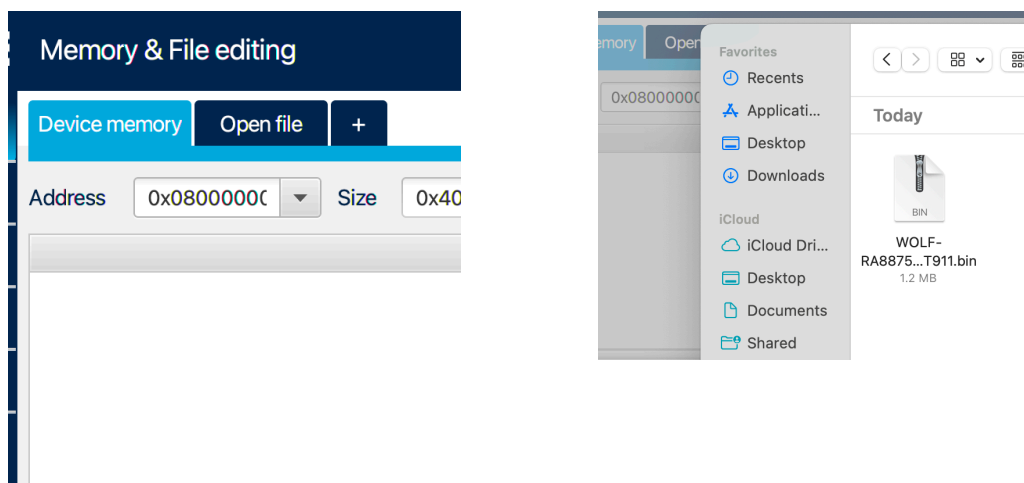 Memory & File editing
Device memory Open file +
Address 0x0800000 Size 0x40
Open
0x0800000
Favorites
Recents
Applicati...
Desktop
Downloads
iCloud
iCloud Dri...
Desktop
Documents
Shared
Today
BIN
WOLF-
RA8875...T911.bin
1.2 MB